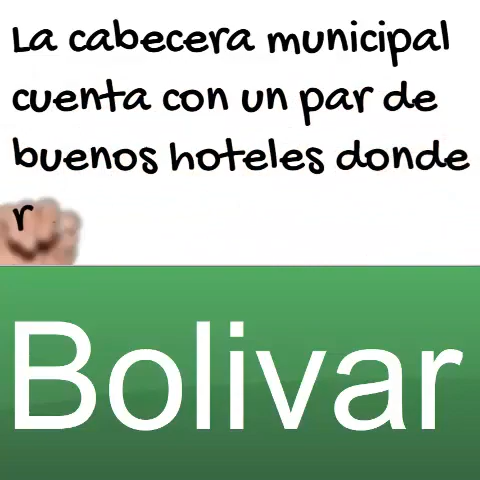 La cabecera municipal
cuenta con un par de
buenos hoteles donde
r
Bolivar